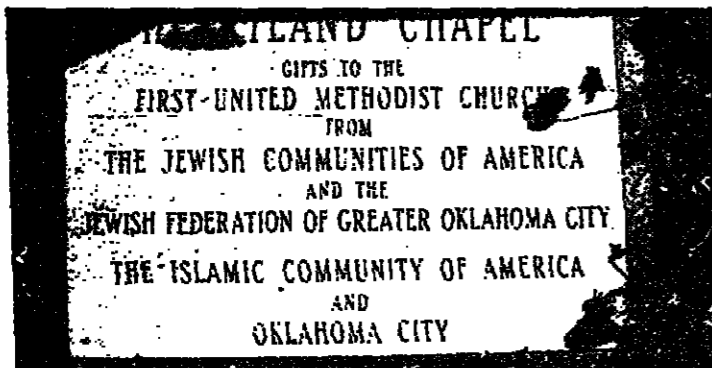 CHAPEL
GIFTS TO THE
FIRST UNITED METHODIST CHURCH
FROM
THE JEWISH COMMUNITIES OF AMERICA
AND THE
JEWISH FEDERATION OF GREATER OKLAHOMA CITY
THE ISLAMIC COMMUNITY OF AMERICA
AND
OKLAHOMA CITY